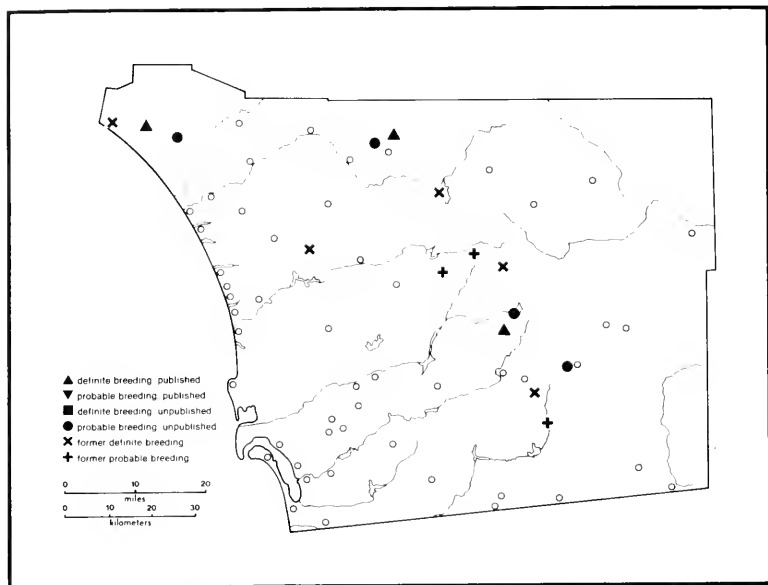 definite breeding published
probable breeding published
definite breeding unpublished
probable breeding unpublished
former definite breeding
former probable breeding
0 10 20
miles
0 10 20 30
kilometers